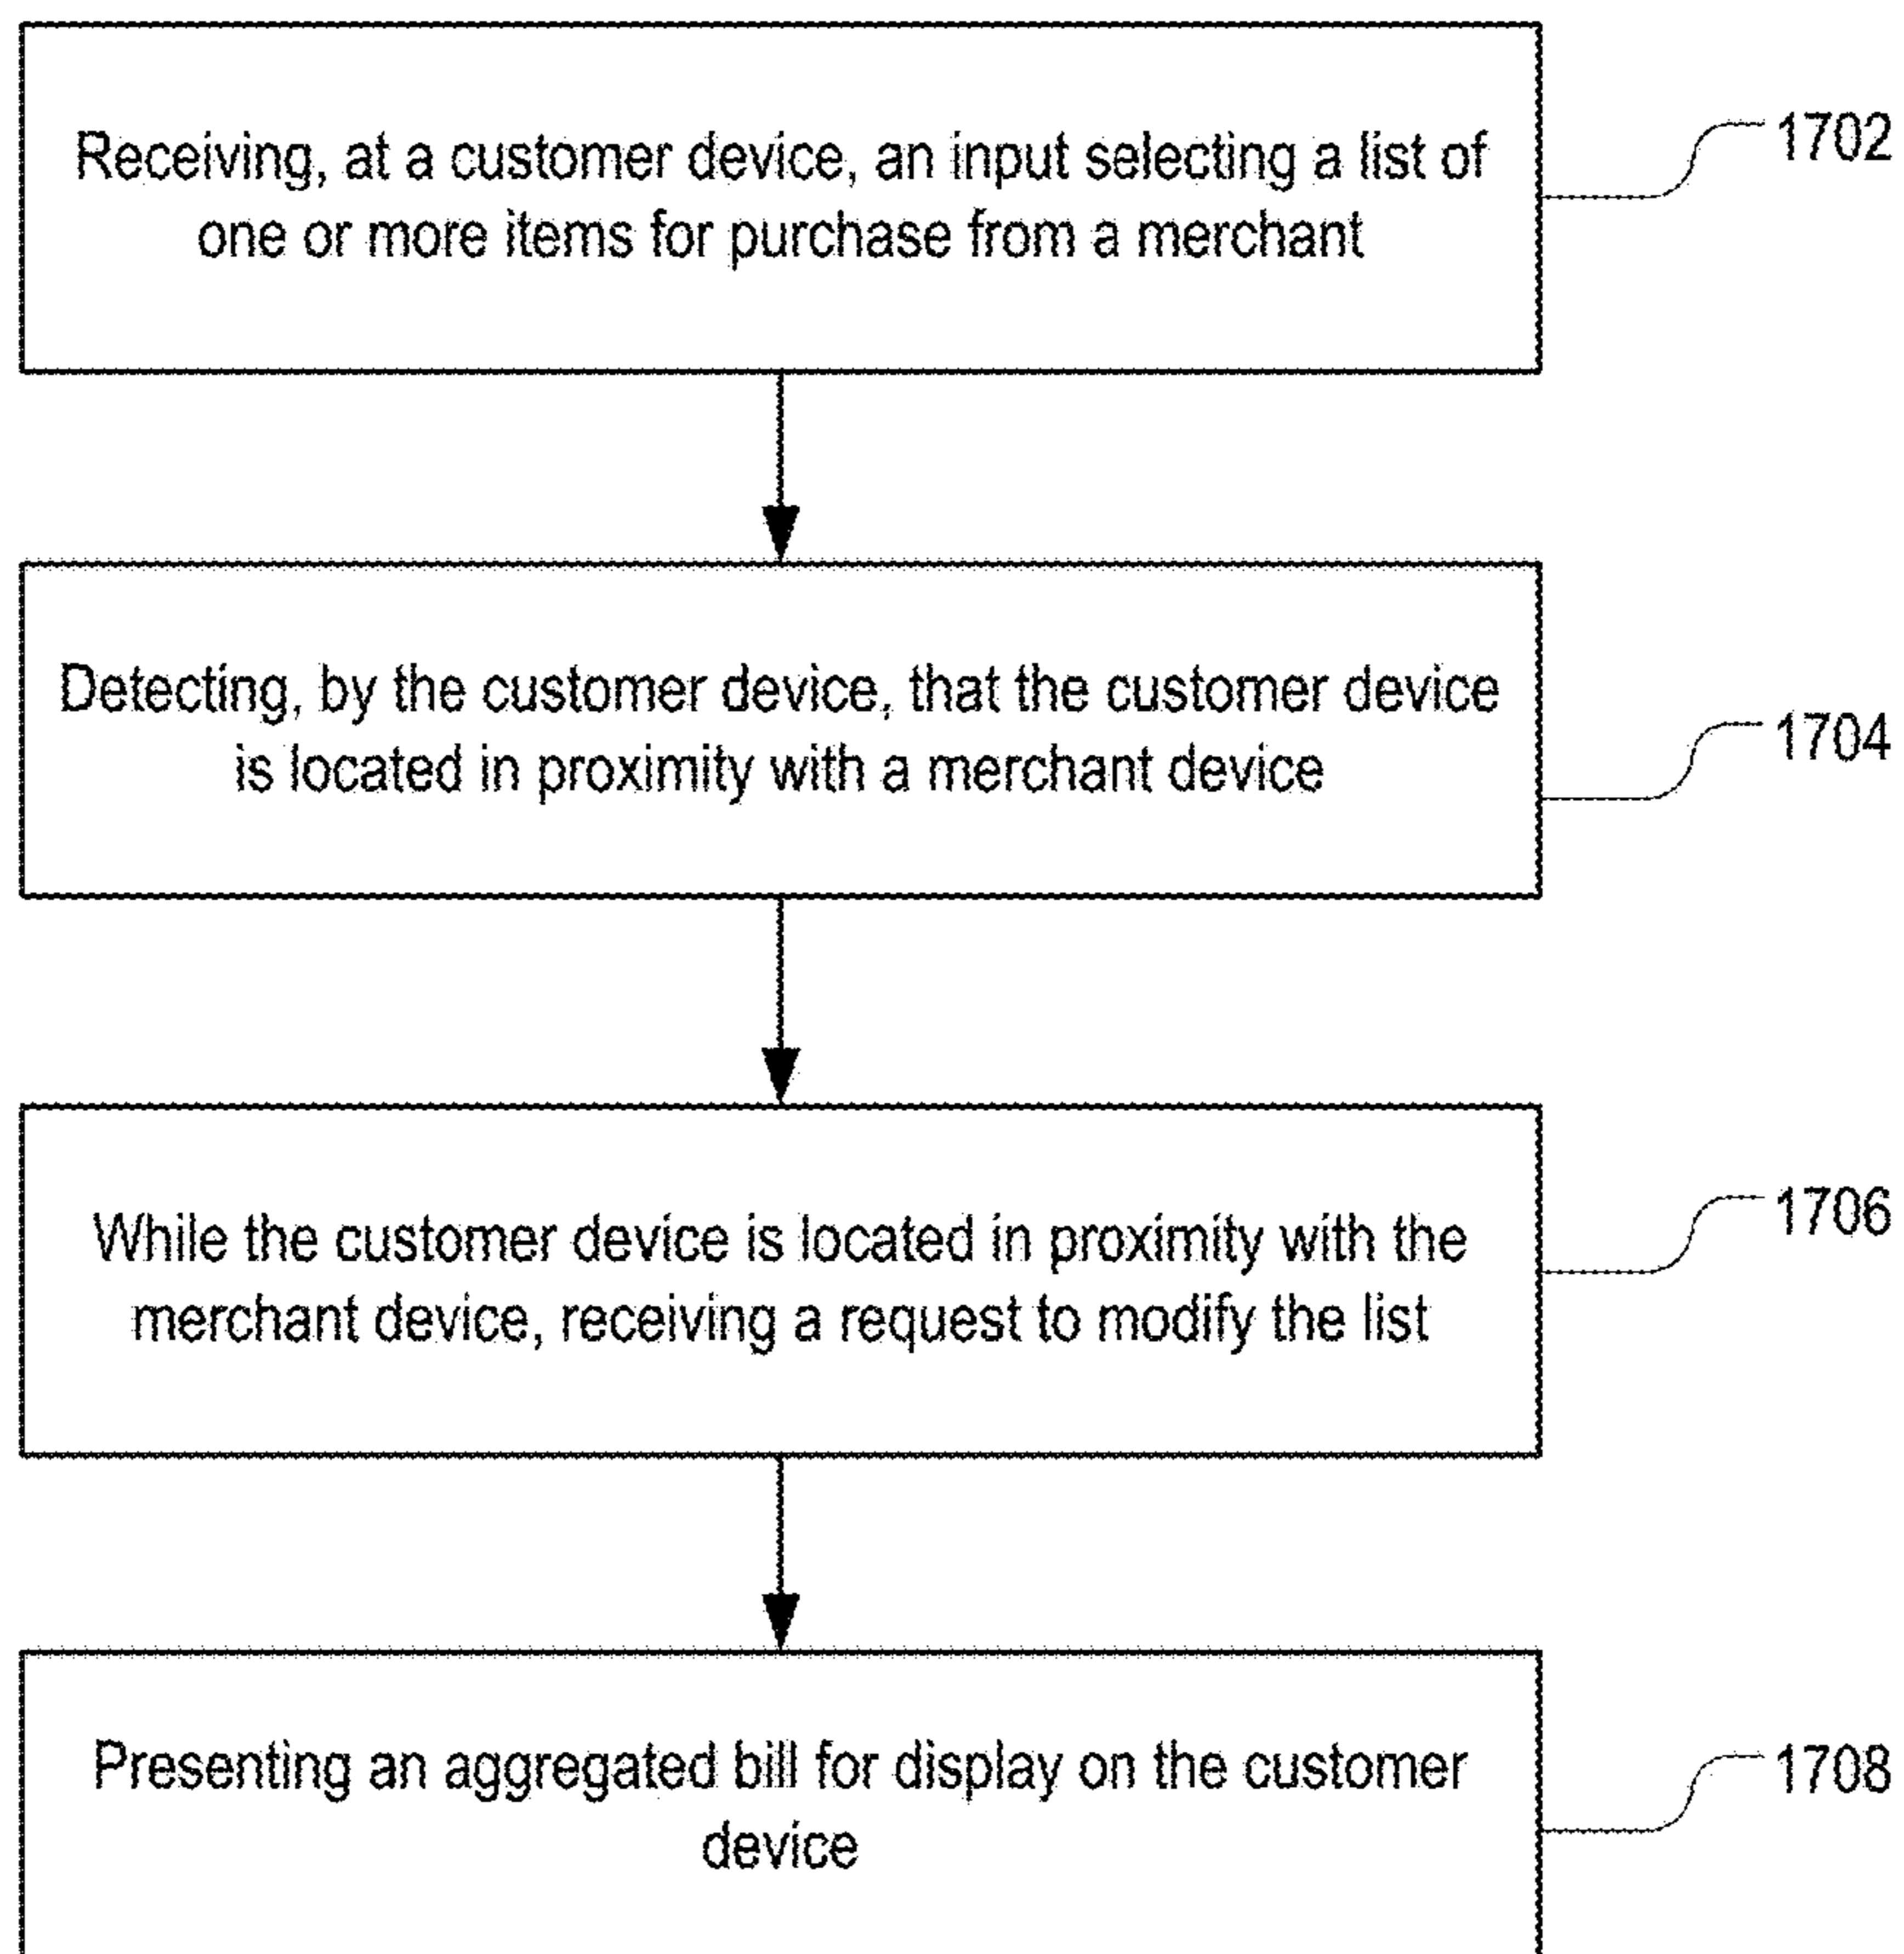 Receiving, at a customer device, an input selecting a list of
one or more items for purchase from a merchant
1702
Detecting, by the customer device, that the customer device
is located in proximity with a merchant device
1704
While the customer device is located in proximity with the
merchant device, receiving a request to modify the list
1706
Presenting an aggregated bill for display on the customer
device
1708